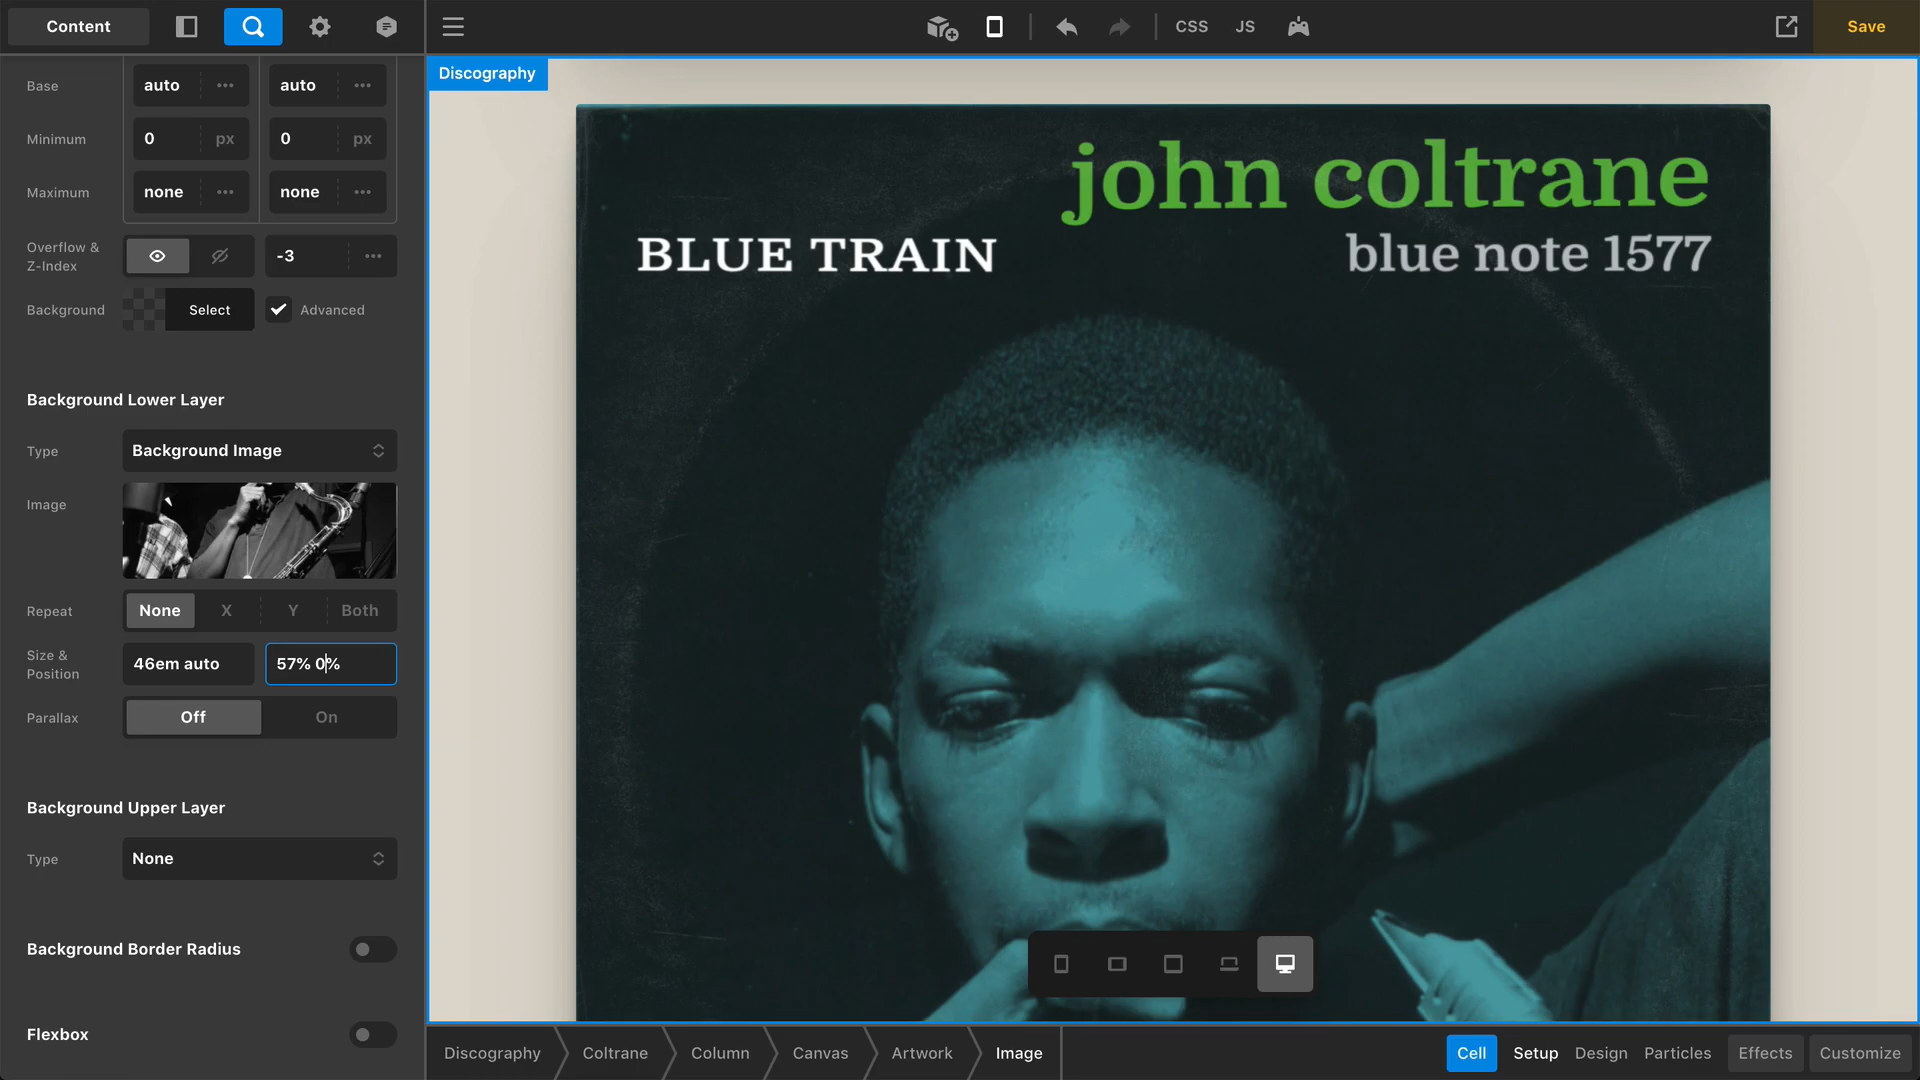 Content
CSS
JS
Save
Base
auto
auto
Minimum
0 px
0 px
Maximum
none
none
Overflow &
Z-Index
-3
Background
Select
Advanced
Background Lower Layer
Type
Background Image
Image
Repeat
None X Y Both
Size &
Position
46em auto
57% 0%
Parallax
Off On
Background Upper Layer
Type
None
Background Border Radius
Flexbox
Discography
john coltrane
BLUE TRAIN
blue note 1577
Discography Coltrane Column Canvas Artwork Image
Cell Setup Design Particles Effects Customize